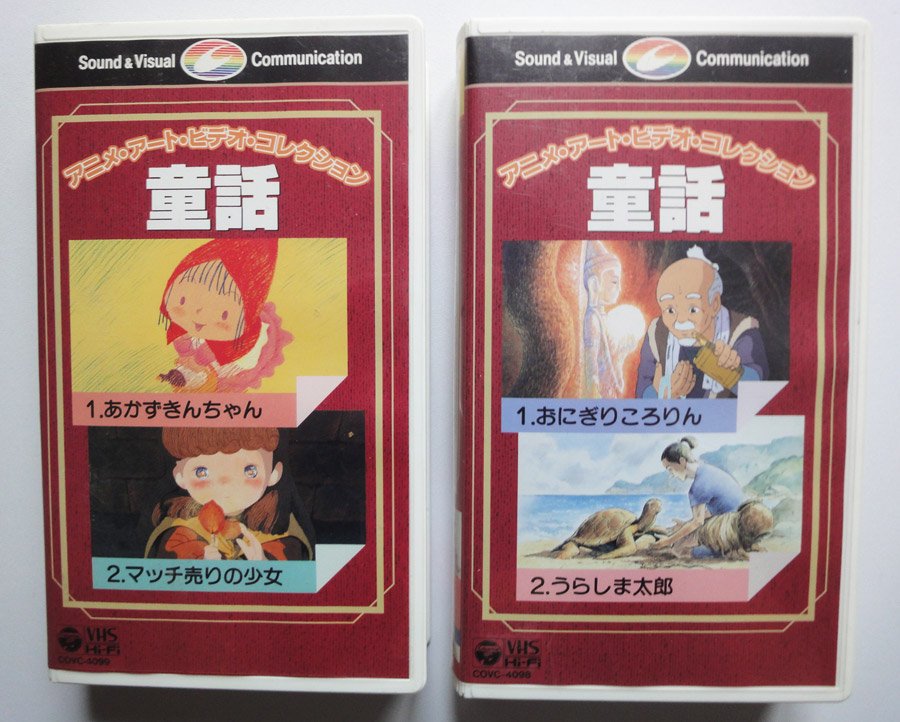 Sound & Visual Communication
アニメ・アート・ビデオ・コレクション
童話
1.あかずきんちゃん
2.マッチ売りの少女
VHS
Hi-Fi
COVC-4099
Sound & Visual Communication
アニメ・アート・ビデオ・コレクション
童話
1.おにぎりころりん
2.うらしま太郎
VHS
Hi-Fi
COVC-4098